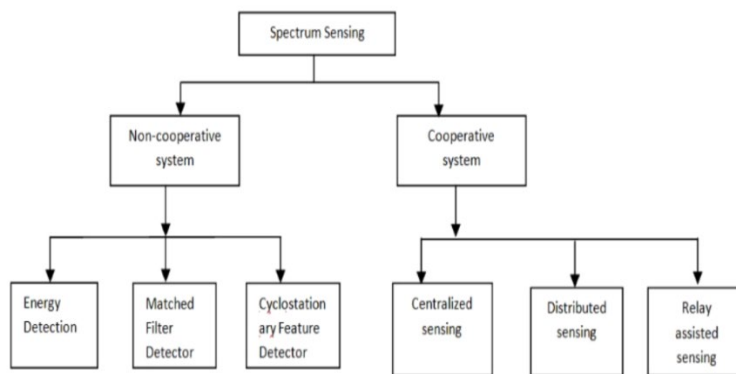 Spectrum Sensing
Non-cooperative
system
Cooperative
system
Energy
Detection
Matched
Filter
Detector
Cyclostation
ary Feature
Detector
Centralized
sensing
Distributed
sensing
Relay
assisted
sensing